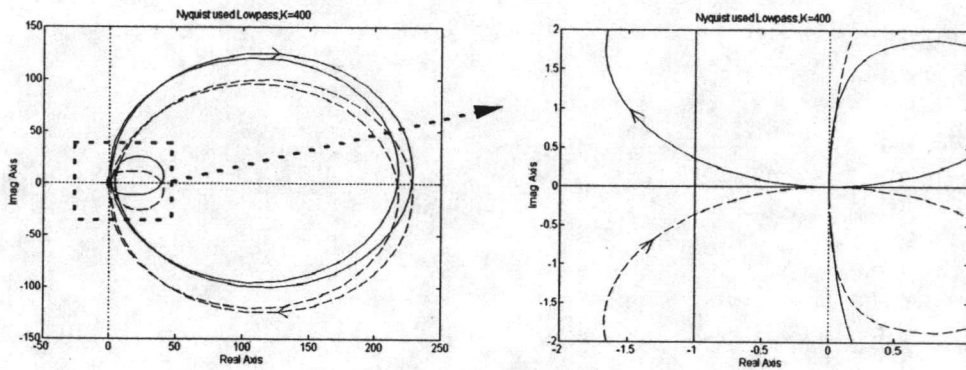 Nyquist used Lowpass,K=400
150
100
50
0
-50
-100
-150
Imag Axis
-50 0 50 100 150 200 250
Real Axis
Nyquist used Lowpass,K=400
2
1.5
1
0.5
0
-0.5
-1
-1.5
-2
Imag Axis
-1.5 -1 -0.5 0 0.5
Real Axis